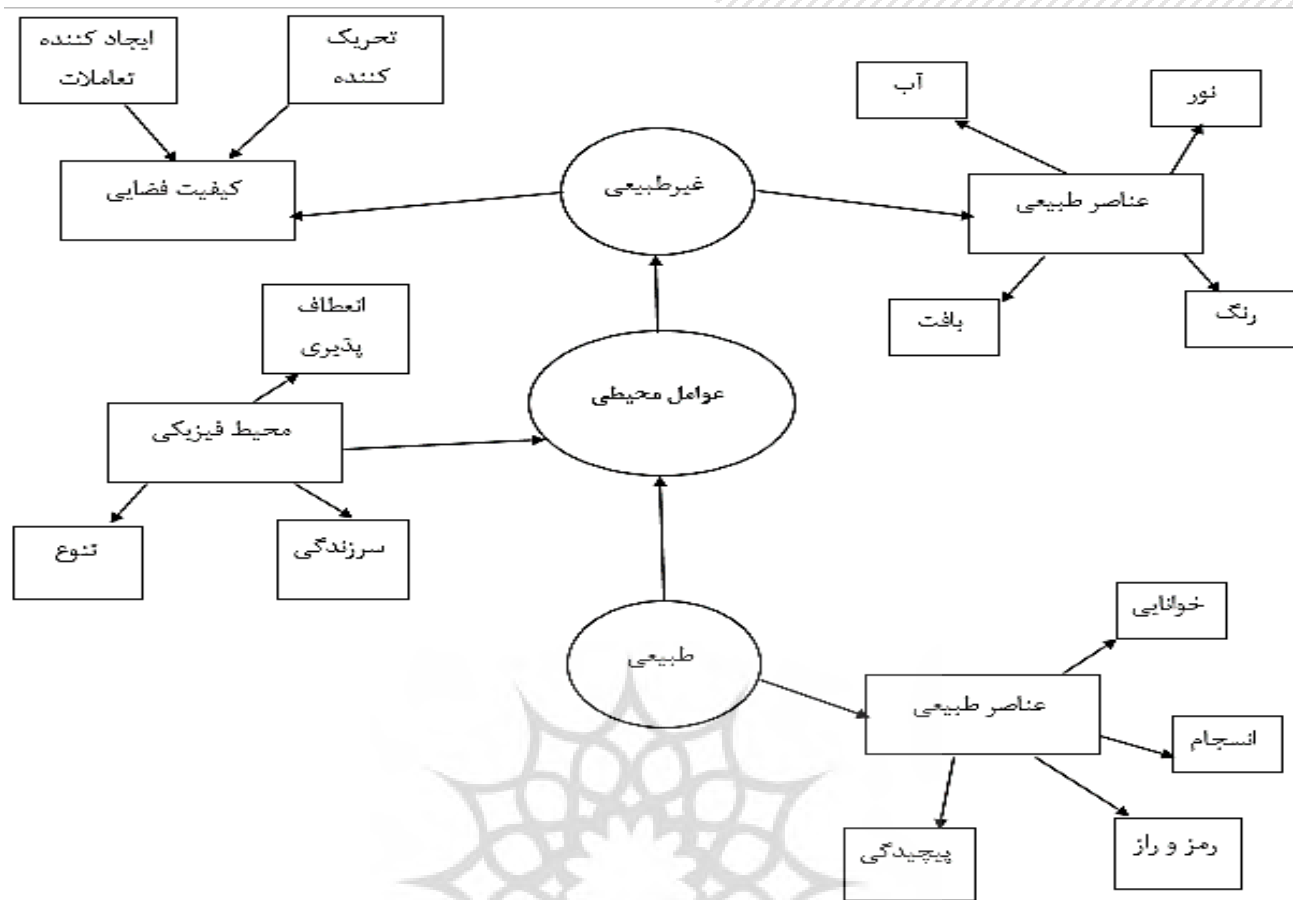 ایجاد کننده
تعاملات
تحریک
کننده
آب
نور
غیرطبیعی
کیفیت فضایی
عناصر طبیعی
انعطاف
پذیری
بافت
رنگ
عوامل محیطی
محیط فیزیکی
تنوع
سرزندگی
خوانایی
طبیعی
عناصر طبیعی
انسجام
پیچیدگی
رمز و راز